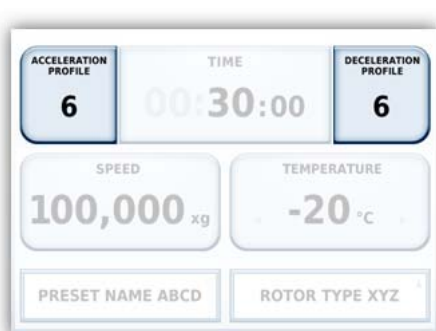 ACCELERATION
PROFILE
6
TIME
00:30:00
DECELERATION
PROFILE
6
SPEED
100,000 xg
TEMPERATURE
-20 °C
PRESET NAME ABCD
ROTOR TYPE XYZ